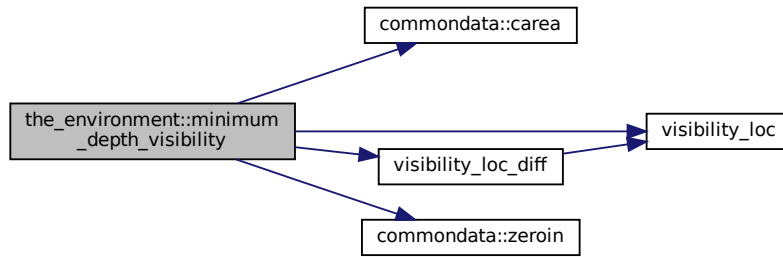 commondata::carea
the_environment::minimum
_depth_visibility
visibility_loc
visibility_loc_diff
commondata::zeroin